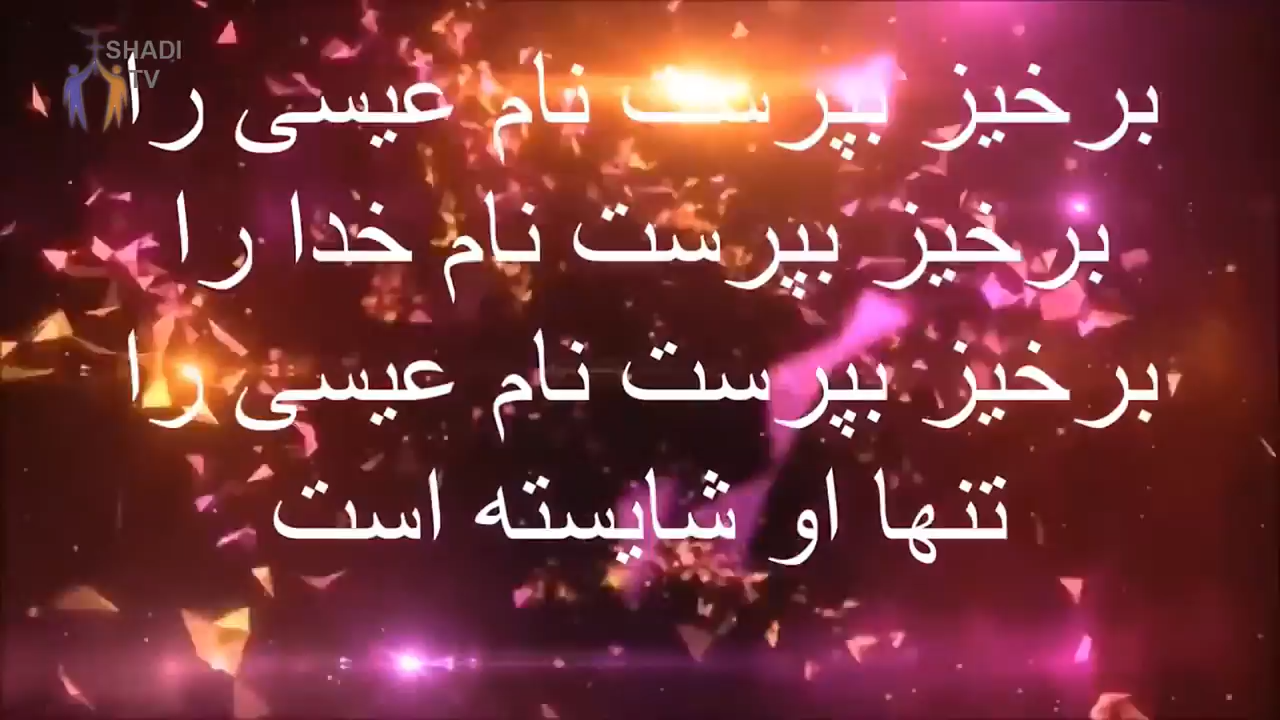 SHADI
TV
برخیز بپرست نام عیسی را
برخیز بپرست نام خدا را
برخیز بپرست نام عیسی را
تنها او شایسته است